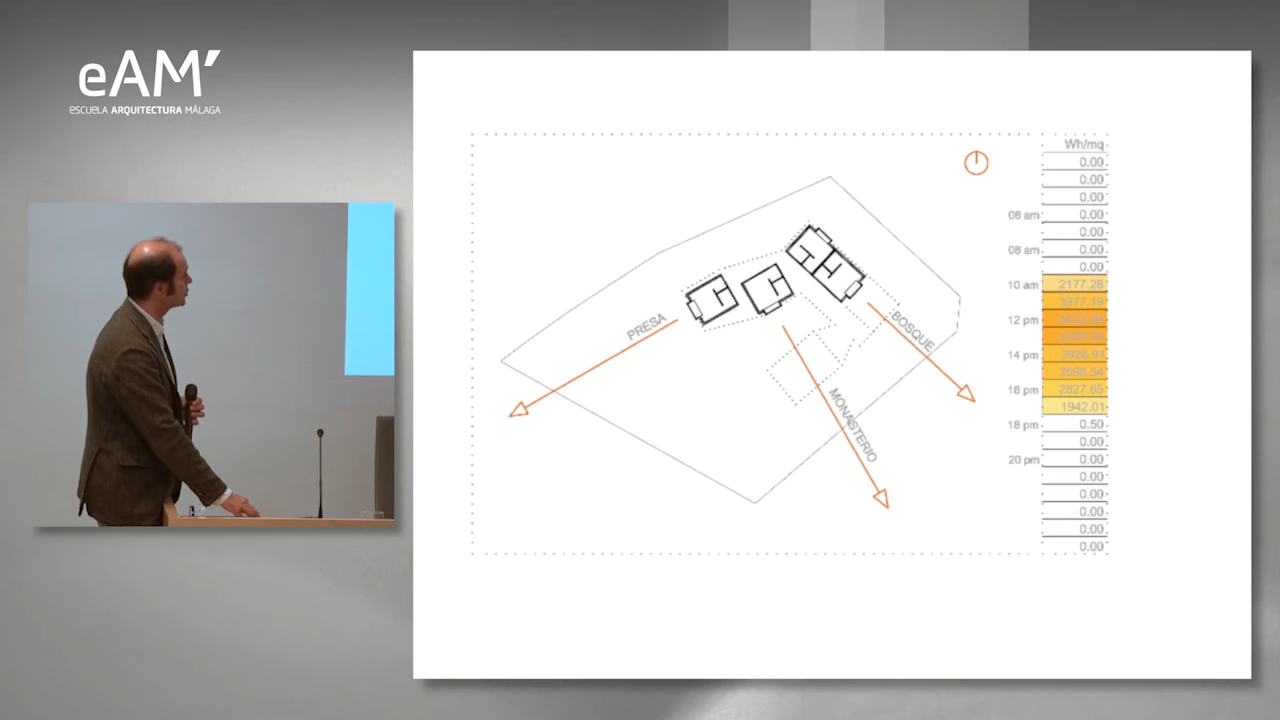 eAM'
ESCUELA ARQUITECTURA MÁLAGA
Wh/mq
0.00
0.00
0.00
06 am 0.00
0.00
08 am 0.00
0.00
10 am 2177.28
3977.19
12 pm
14 pm 3926.91
3598.54
16 pm 2827.65
1942.01
18 pm 0.50
0.00
20 pm 0.00
0.00
0.00
0.00
0.00
0.00
PRESA
BOSQUE
MONASTERIO